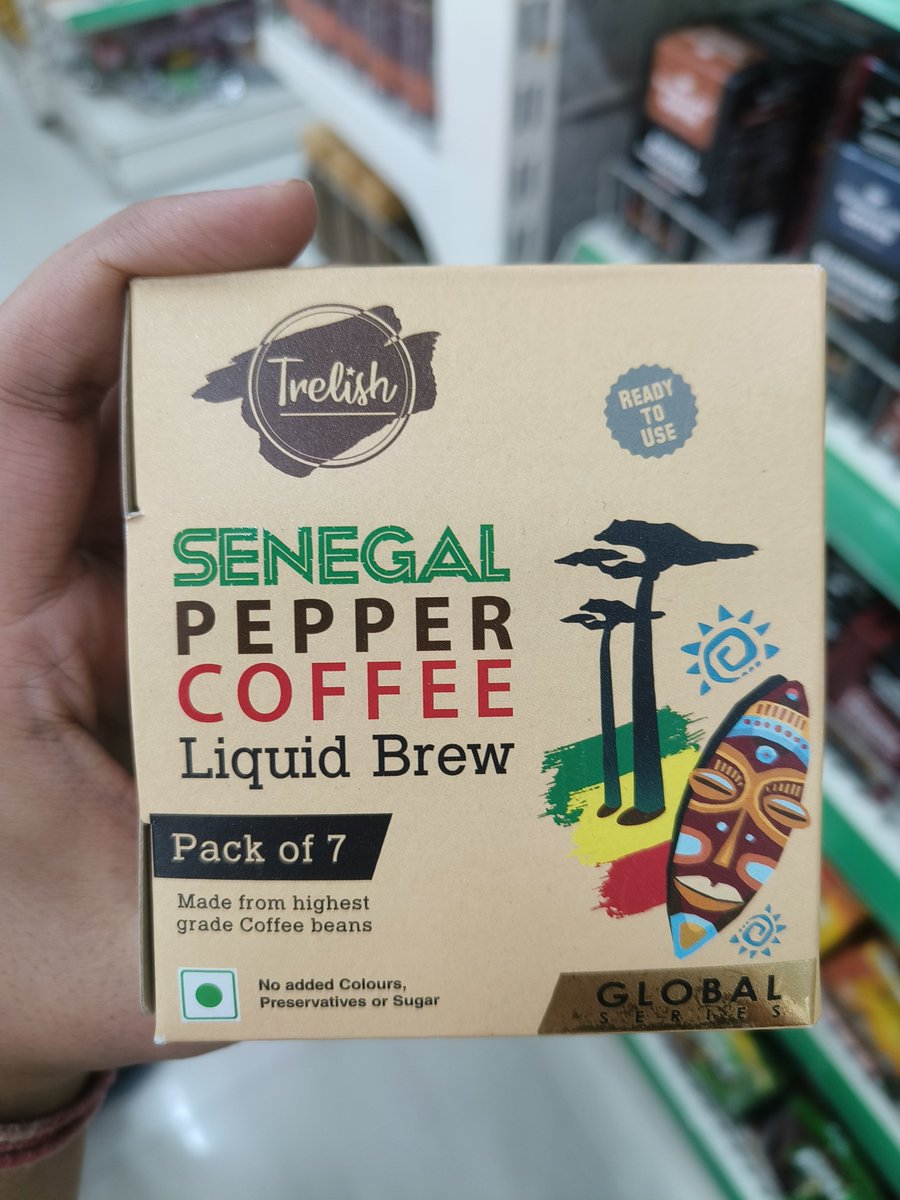 Trelish
READY
TO
USE
SENEGAL
PEPPER
COFFEE
Liquid Brew
Pack of 7
Made from highest
grade Coffee beans
No added Colours,
Preservatives or Sugar
GLOBAL
SERIES